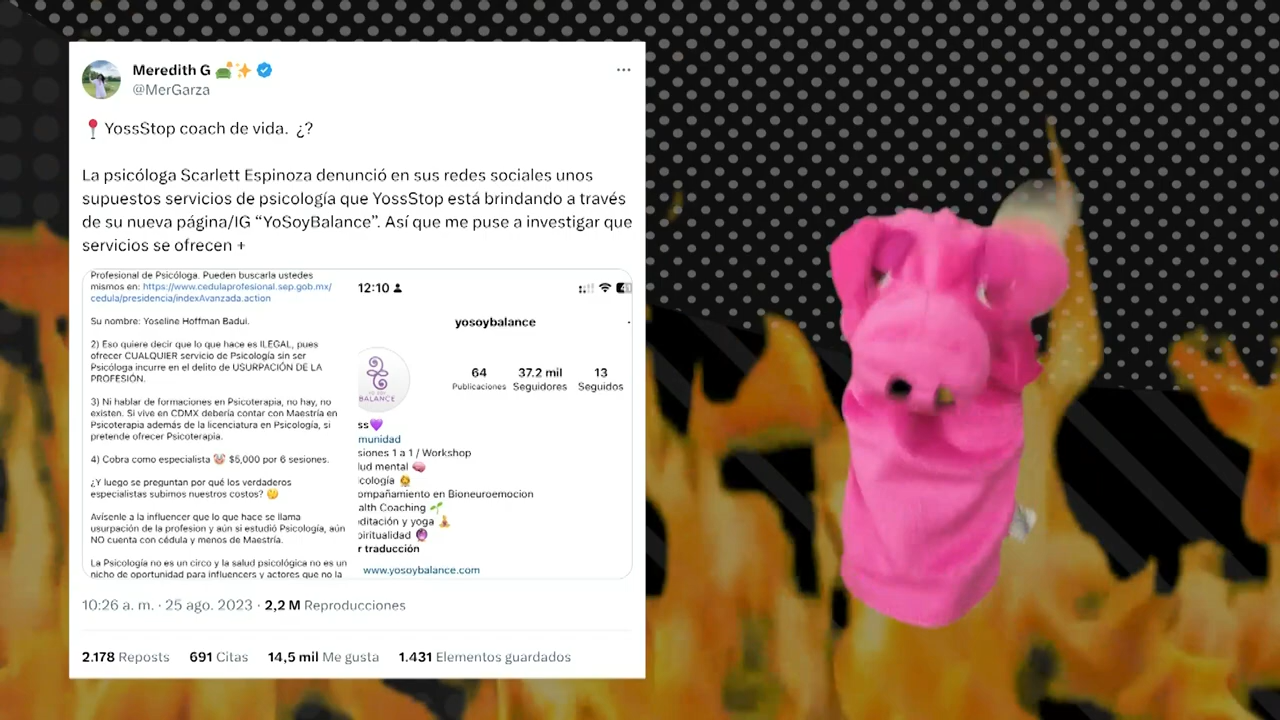 Meredith G
@MerGarza
YossStop coach de vida. ¿?
La psicóloga Scarlett Espinoza denunció en sus redes sociales unos
supuestos servicios de psicología que YossStop está brindando a través
de su nueva página/IG “YoSoyBalance”. Así que me puse a investigar que
servicios se ofrecen +
Profesional de Psicóloga. Pueden buscarla ustedes
mismos en: https://www.cedulaprofesional.sep.gob.mx/
cedula/presidencia/indexAvanzada.action
Su nombre: Yoseline Hoffman Badui.
2) Eso quiere decir que lo que hace es ILEGAL, pues
ofrecer CUALQUIER servicio de Psicología sin ser
Psicóloga incurre en el delito de USURPACIÓN DE LA
PROFESIÓN.
3) Ni hablar de formaciones en Psicoterapia, no hay, no
existen. Si vive en CDMX debería contar con Maestría en
Psicoterapia además de la licenciatura en Psicología, si
pretende ofrecer Psicoterapia.
4) Cobra como especialista 🤡 $5,000 por 6 sesiones.
¿Y luego se preguntan por qué los verdaderos
especialistas subimos nuestros costos? 🤔
Avísenle a la influencer que lo que hace se llama
usurpación de la profesion y aún si estudió Psicología, aún
NO cuenta con cédula y menos de Maestría.
La Psicología no es un circo y la salud psicológica no es un
nicho de oportunidad para influencers y actores que no la
12:10
yosoybalance
YO SOY
BALANCE
64 37.2 mil 13
Publicaciones Seguidores Seguidos
ss💜
munidad
siones 1 a 1 / Workshop
lud mental 🧠
cología
ompañamiento en Bioneuroemocion
alth Coaching 🌱
ditación y yoga 🧘
piritualidad 🔮
r traducción
www.yosoybalance.com
10:26 a. m. · 25 ago. 2023 · 2,2 M Reproducciones
2.178 Reposts 691 Citas 14,5 mil Me gusta 1.431 Elementos guardados